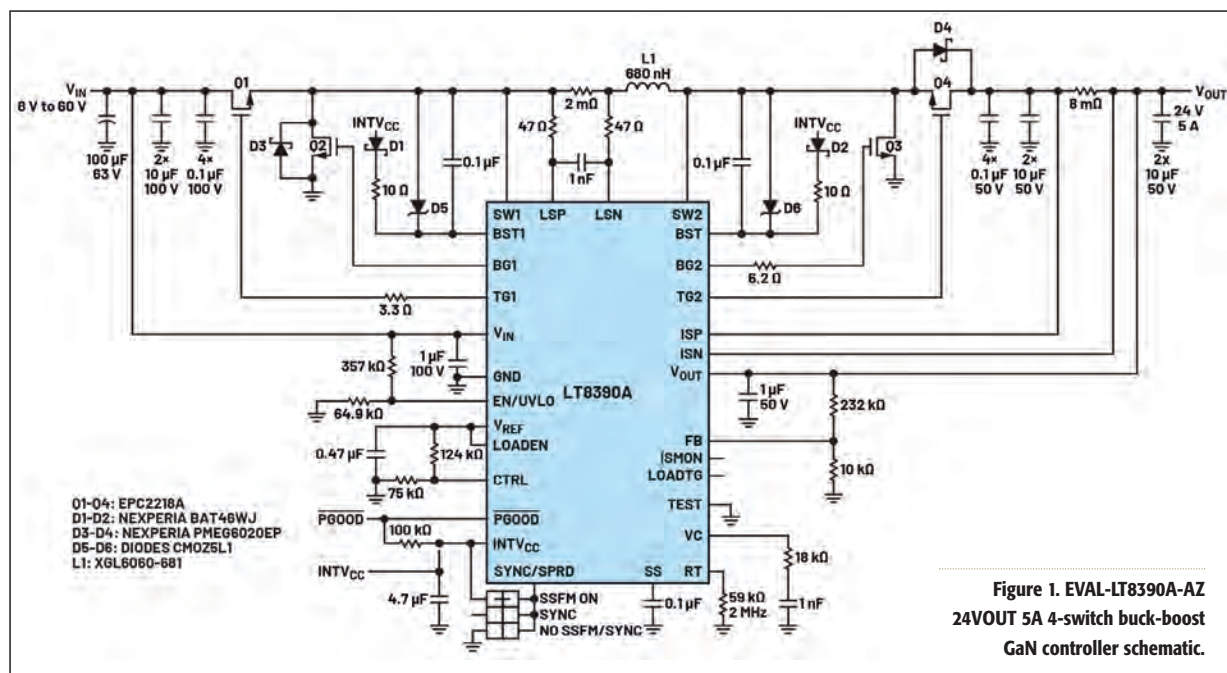 D4
L1
680 nH
Q1
Q4
VIN
8 V to 60 V
VOUT
2 mΩ
8 mΩ
24 V
5 A
47 Ω
47 Ω
INTVCC
INTVCC
D3
Q2
D1
D2
Q3
100 µF
63 V
2×
10 µF
100 V
4×
0.1 µF
100 V
0.1 µF
1 nF
0.1 µF
4×
0.1 µF
50 V
2×
10 µF
50 V
2×
10 µF
50 V
10 Ω
10 Ω
D5
D6
SW1
LSP
LSN
SW2
BST1
BST
BG1
BG2
6.2 Ω
TG1
TG2
3.3 Ω
VIN
ISP
1 µF
100 V
ISN
357 kΩ
VOUT
GND
LT8390A
1 µF
50 V
232 kΩ
EN/UVLO
64.9 kΩ
VREF
FB
LOADEN
0.47 µF
124 kΩ
ISMON
LOADTG
10 kΩ
CTRL
75 kΩ
TEST
Q1-Q4: EPC2218A
D1-D2: NEXPERIA BAT46WJ
D3-D4: NEXPERIA PMEG6020EP
D5-D6: DIODES CMOZ5L1
L1: XGL6060-681
PGOOD
PGOOD
100 kΩ
VC
INTVCC
18 kΩ
INTVCC
SYNC/SPRD
SS
RT
4.7 µF
SSFM ON
SYNC
NO SSFM/SYNC
0.1 µF
59 kΩ
2 MHz
1 nF
Figure 1. EVAL-LT8390A-AZ
24VOUT 5A 4-switch buck-boost
GaN controller schematic.